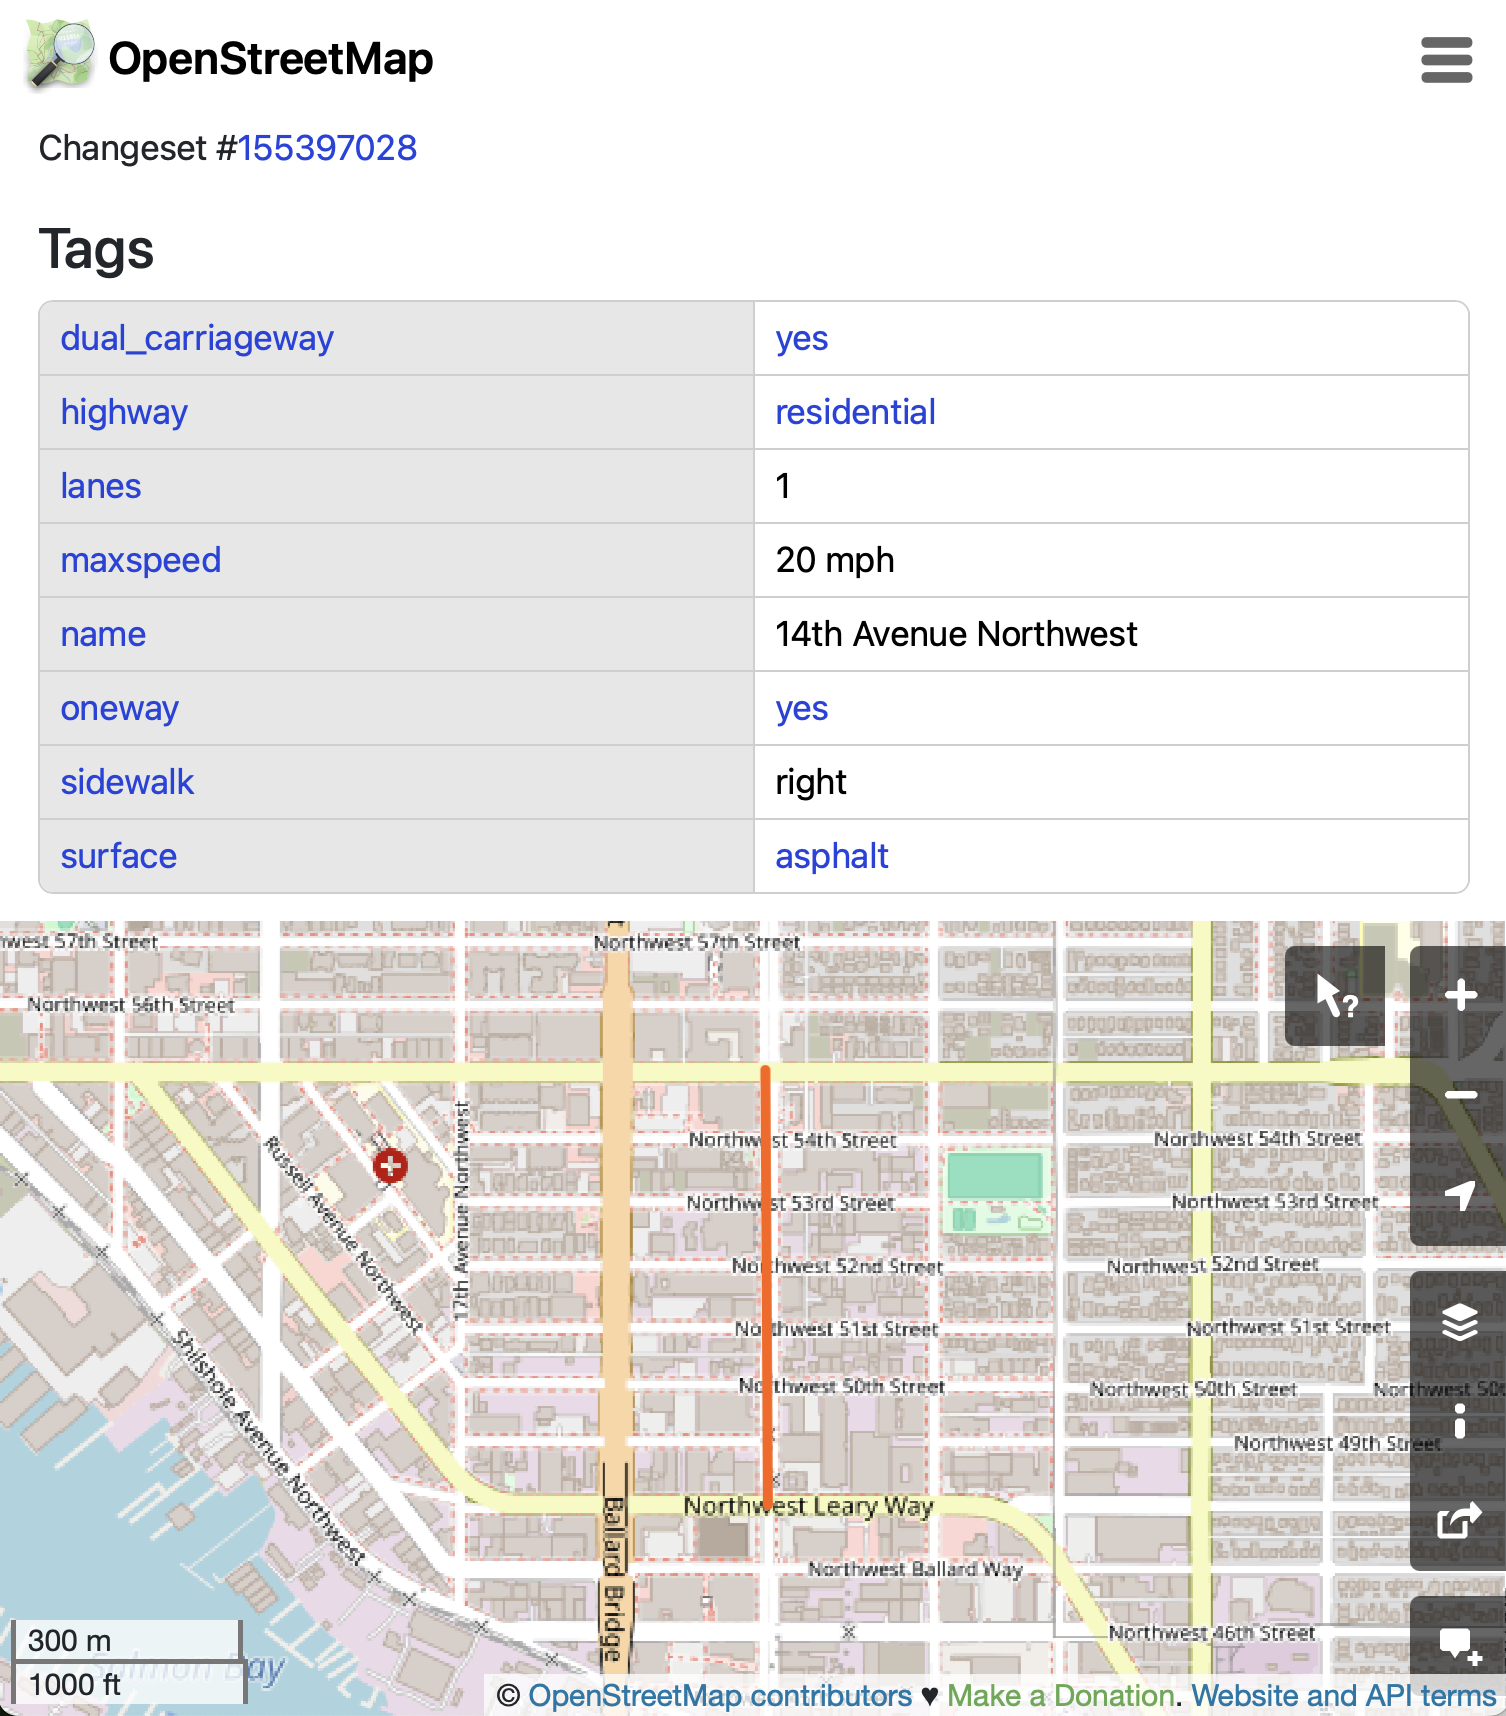 OpenStreetMap
Changeset #155397028
Tags
dual_carriageway yes
highway residential
lanes 1
maxspeed 20 mph
name 14th Avenue Northwest
oneway yes
sidewalk right
surface asphalt
Northwest 57th Street
Northwest 56th Street
Northwest 54th Street
Northwest 54th Street
Russell Avenue Northwest
17th Avenue Northwest
Northwest 53rd Street
Northwest 53rd Street
Northwest 52nd Street
Northwest 52nd Street
Northwest 51st Street
Northwest 51st Street
Shilshole Avenue Northwest
Northwest 50th Street
Northwest 50th Street
Northwest 49th Street
Northwest Leary Way
Ballard Bridge
Northwest Ballard Way
Northwest 46th Street
300 m
Salmon Bay
1000 ft
© OpenStreetMap contributors ♥ Make a Donation. Website and API terms